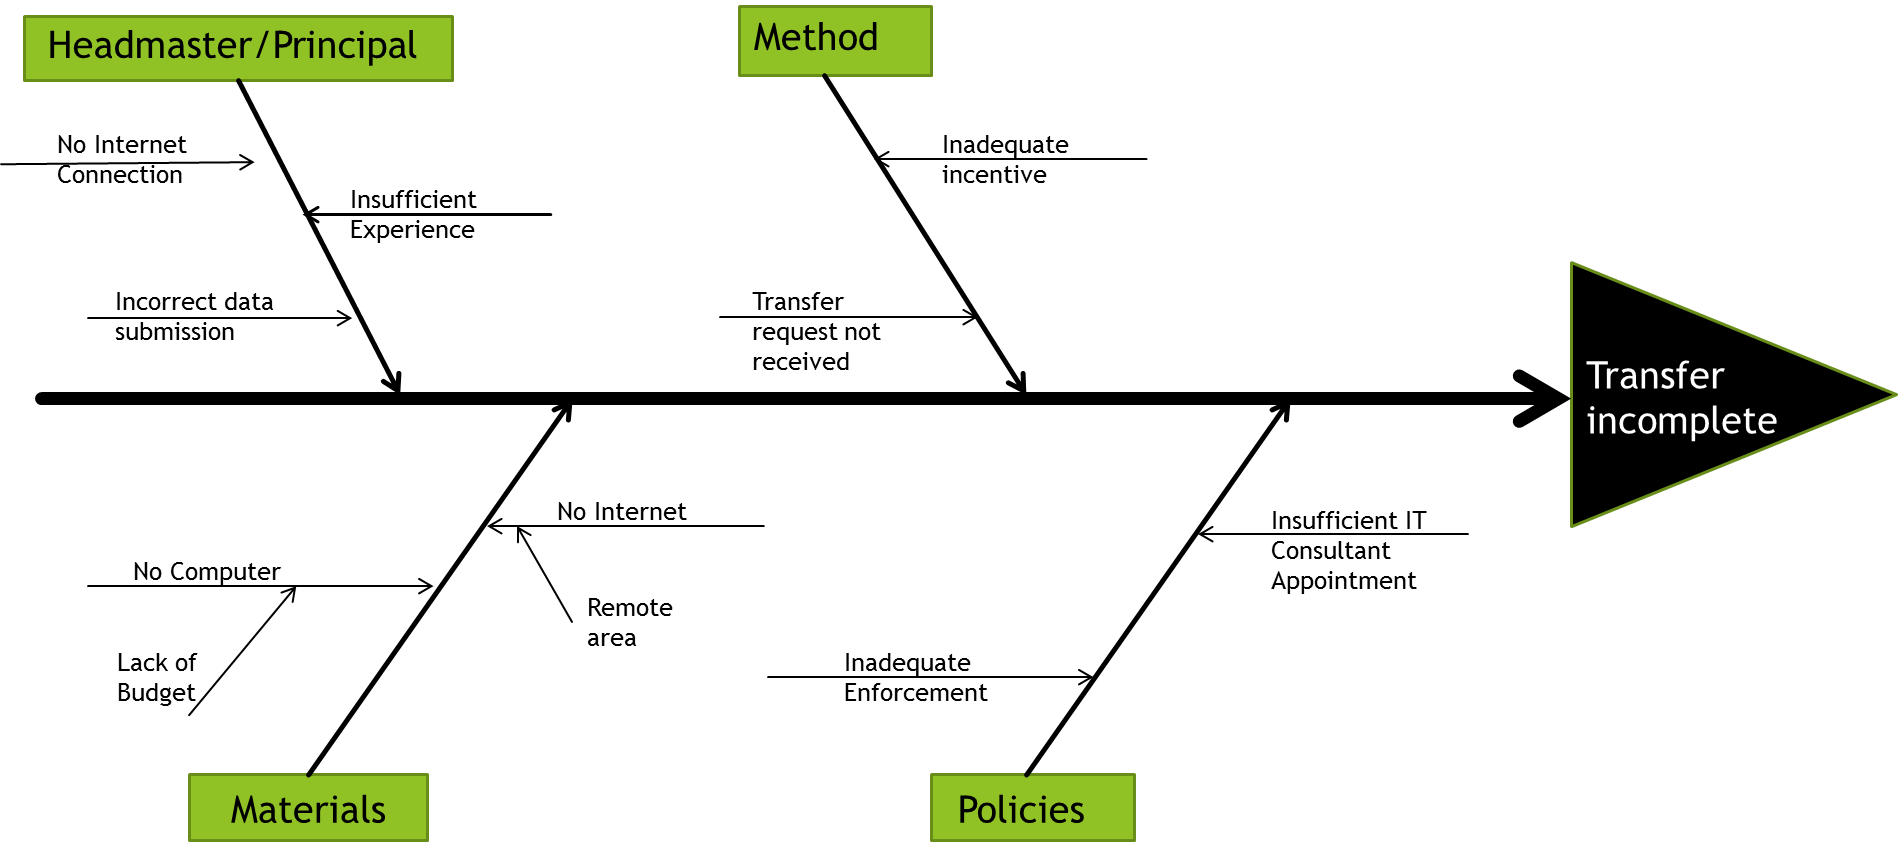 Headmaster/Principal
Method
No Internet
Connection
Insufficient
Experience
Incorrect data
submission
Inadequate
incentive
Transfer
request not
received
Transfer
incomplete
No Internet
Remote
area
No Computer
Lack of
Budget
Insufficient IT
Consultant
Appointment
Inadequate
Enforcement
Materials
Policies